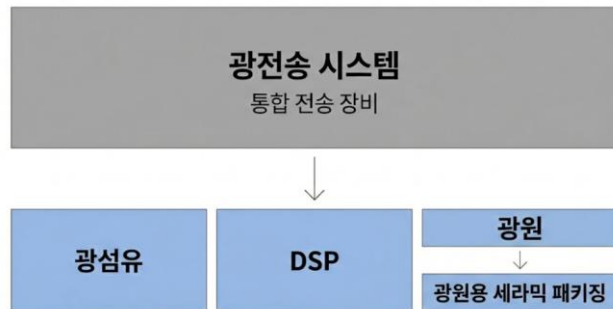 광전송 시스템
통합 전송 장비
광섬유
DSP
광원
광원용 세라믹 패키징